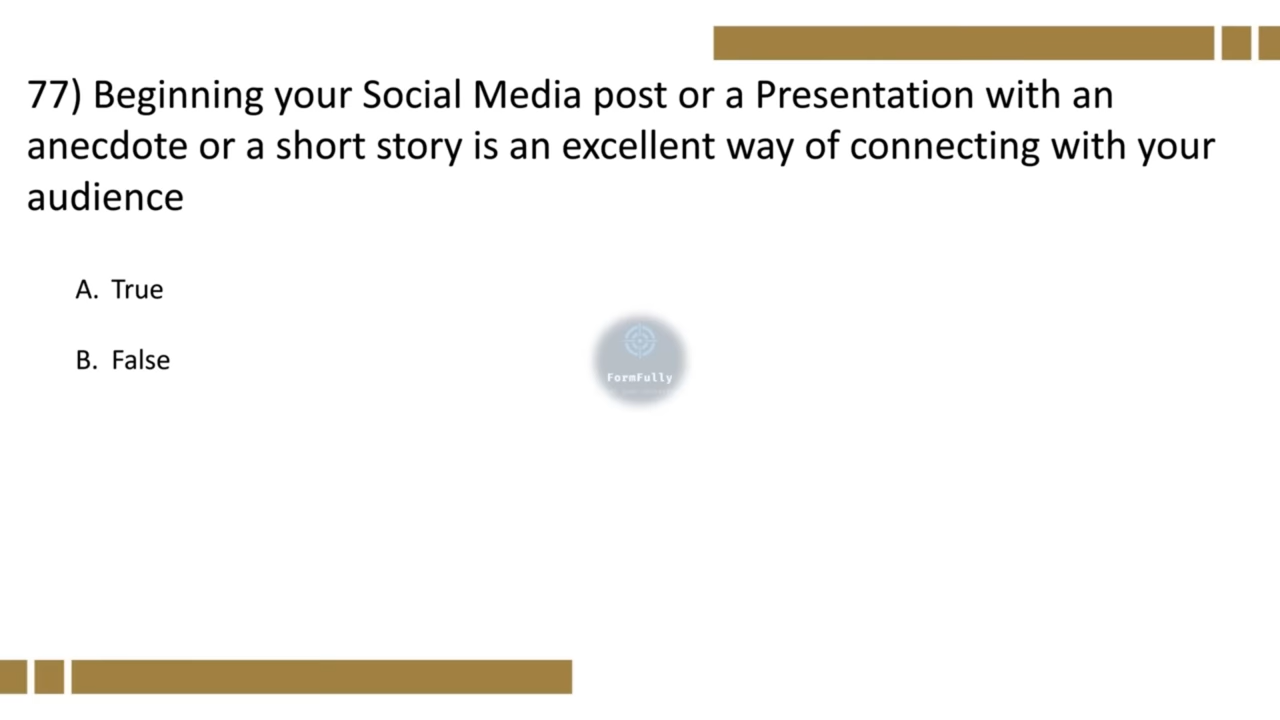 77) Beginning your Social Media post or a Presentation with an
anecdote or a short story is an excellent way of connecting with your
audience
A. True
B. False
FormFully